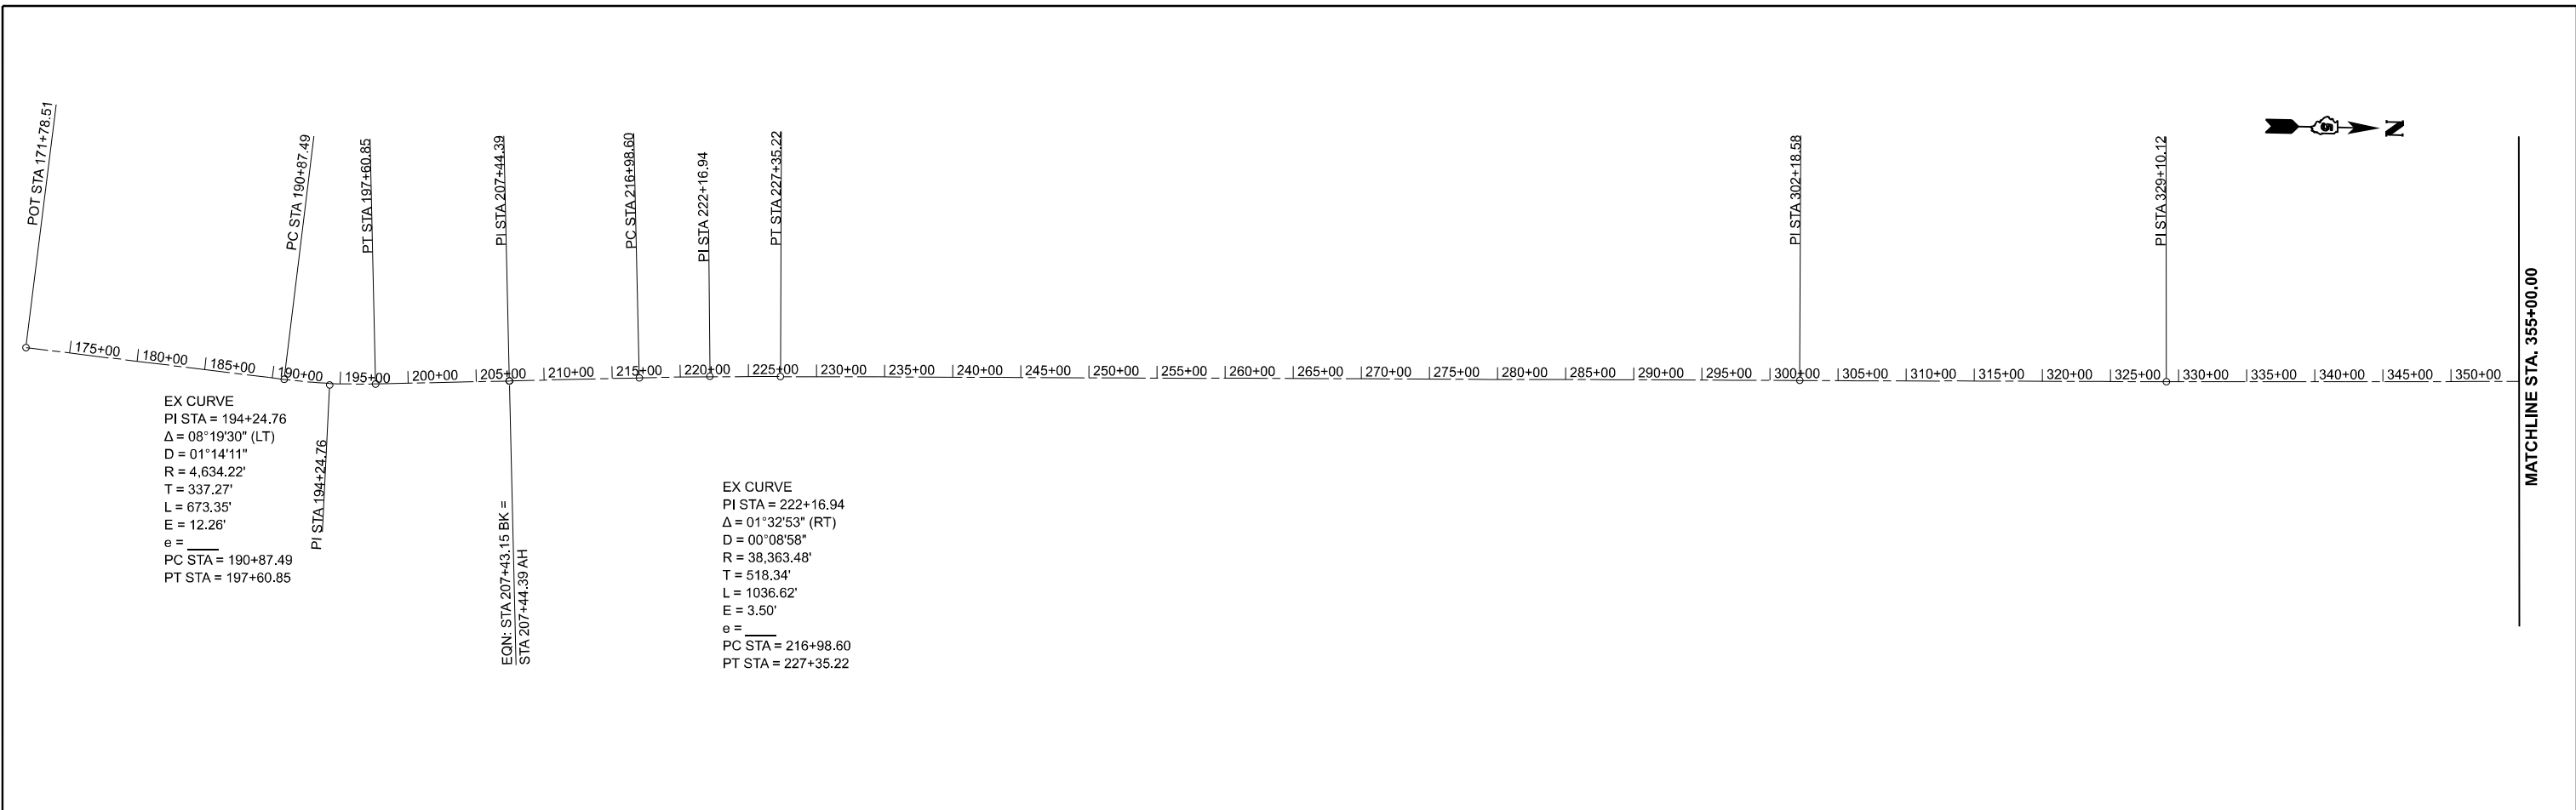 POT STA 171+78.51
PC STA 190+87.49
PT STA 197+60.85
PI STA 207+44.39
PC STA 216+98.60
PI STA 222+16.94
PT STA 227+35.22
PI STA 302+18.58
PI STA 329+10.12
N
175+00
180+00
185+00
190+00
195+00
200+00
205+00
210+00
215+00
220+00
225+00
230+00
235+00
240+00
245+00
250+00
255+00
260+00
265+00
270+00
275+00
280+00
285+00
290+00
295+00
300+00
305+00
310+00
315+00
320+00
325+00
330+00
335+00
340+00
345+00
350+00
MATCHLINE STA. 355+00.00
EX CURVE
PI STA = 194+24.76
Δ = 08°19'30" (LT)
D = 01°14'11"
R = 4,634.22'
T = 337.27'
L = 673.35'
E = 12.26'
e = ____
PC STA = 190+87.49
PT STA = 197+60.85
PI STA 194+24.76
EQN: STA 207+43.15 BK =
STA 207+44.39 AH
EX CURVE
PI STA = 222+16.94
Δ = 01°32'53" (RT)
D = 00°08'58"
R = 38,363.48'
T = 518.34'
L = 1036.62'
E = 3.50'
e = ____
PC STA = 216+98.60
PT STA = 227+35.22